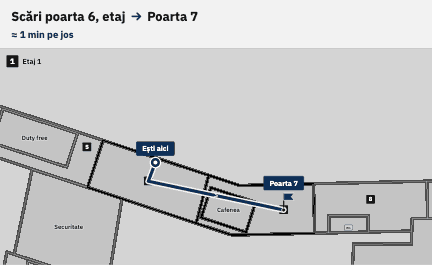 Scări poarta 6, etaj → Poarta 7
≈ 1 min pe jos
1 Etaj 1
Duty free
5
Ești aici
Poarta 7
Cafenea
8
Securitate